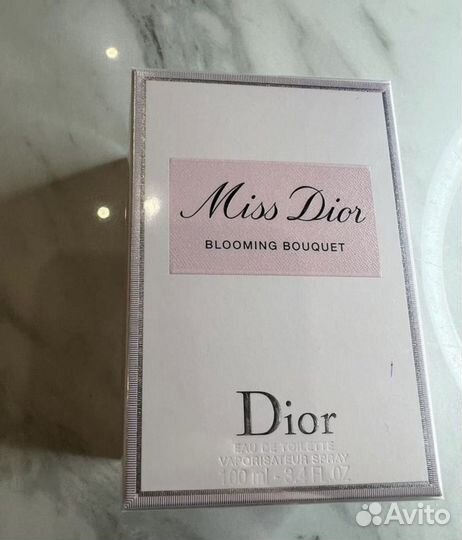 Miss Dior
BLOOMING BOUQUET
Dior
EAU DE TOILETTE
VAPORISATEUR SPRAY
100 ml - 3.4 FL.OZ
Avito